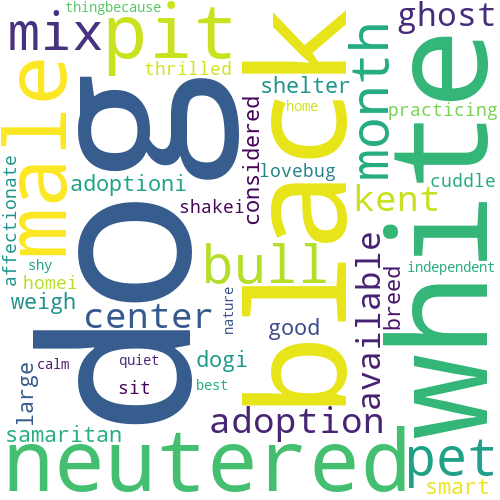 thingbecause
mix
pit
ghost
thrilled
male
dog
black
month
white
shelter
home
practicing
considered
affectionate
adoptioni
lovebug
cuddle
shakei
kent
bull
available
breed
independent
shy
homei
weigh
center
nature
good
large
calm
quiet
dogi
sit
best
adoption
samaritan
neutered
pet
smart